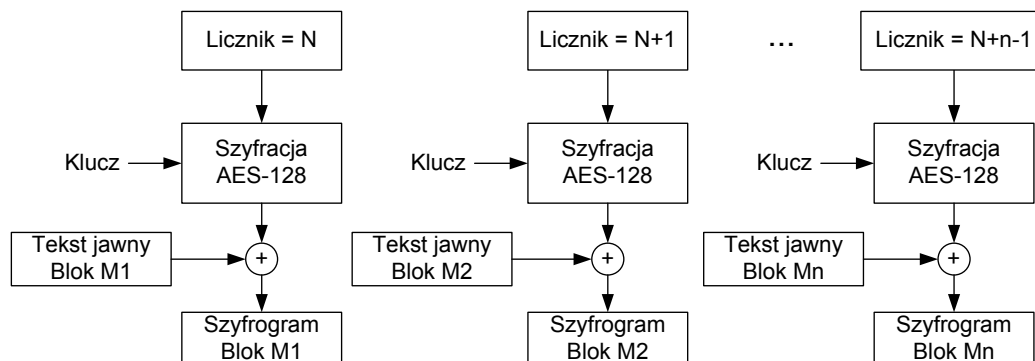 Licznik = N
Licznik = N+1
...
Licznik = N+n-1
Klucz
Szyfracja
AES-128
Klucz
Szyfracja
AES-128
Klucz
Szyfracja
AES-128
Tekst jawny
Blok M1
+
Tekst jawny
Blok M2
+
Tekst jawny
Blok Mn
+
Szyfrogram
Blok M1
Szyfrogram
Blok M2
Szyfrogram
Blok Mn